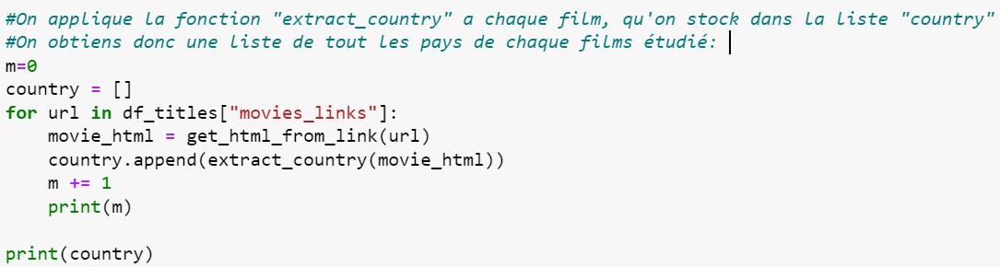 #On applique la fonction "extract_country" a chaque film, qu'on stock dans la liste "country"
#On obtiens donc une liste de tout les pays de chaque films étudié:
m=0
country = []
for url in df_titles["movies_links"]:
    movie_html = get_html_from_link(url)
    country.append(extract_country(movie_html))
    m += 1
    print(m)
print(country)